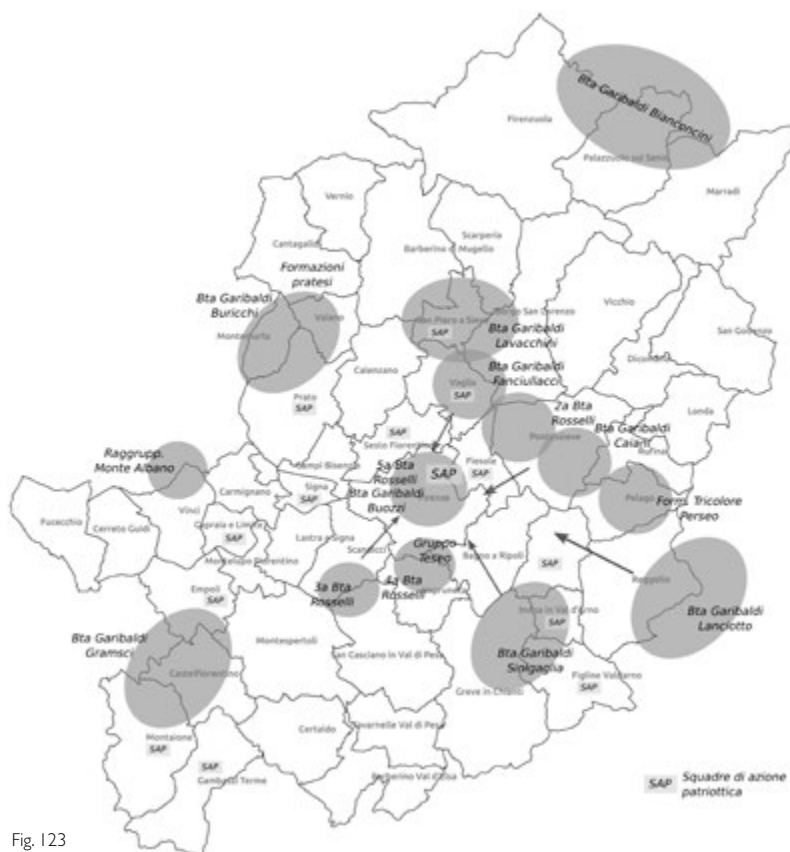 Bta Garibaldi Bianconcini
Firenzuola
Palazzuolo sul Senio
Marradi
Vernio
Scarperia
Cantagallo
Barberino di Mugello
Formazioni
pratesi
Bta Garibaldi
Buricchi
Vaiano
Montemurlo
San Piero a Sieve
SAP
Borgo San Lorenzo
Vicchio
San Godenzo
Bta Garibaldi
Lavacchini
Dicomano
Calenzano
Bta Garibaldi
Fanciullacci
Vaglia
SAP
Prato
SAP
Londa
2a Bta
Rosselli
Pontassieve
Bta Garibaldi
Caiani
Rufina
SAP
Sesto Fiorentino
Raggrupp.
Monte Albano
Campi Bisenzio
5a Bta
Rosselli
Bta Garibaldi
Buozzi
SAP
Firenze
Fiesole
SAP
Signa
SAP
Pelago
Form. Tricolore
Perseo
Carmignano
Vinci
Fucecchio
Cerreto Guidi
Capraia e Limite
SAP
Lastra a Signa
Scandicci
Montelupo Fiorentino
Gruppo
Teseo
Bagno a Ripoli
SAP
3a Bta
Rosselli
Reggello
Bta Garibaldi
Lanciotto
Empoli
SAP
Incisa in Val d'Arno
SAP
Bta Garibaldi
Gramsci
Castelfiorentino
Montespertoli
San Casciano in Val di Pesa
Bta Garibaldi
Sinigaglia
Greve in Chianti
Figline Valdarno
SAP
Montaione
SAP
SAP
Gambassi Terme
Certaldo
Tavarnelle Val di Pesa
Barberino Val d'Elsa
SAP
Squadre di azione
patriottica
Fig. 123